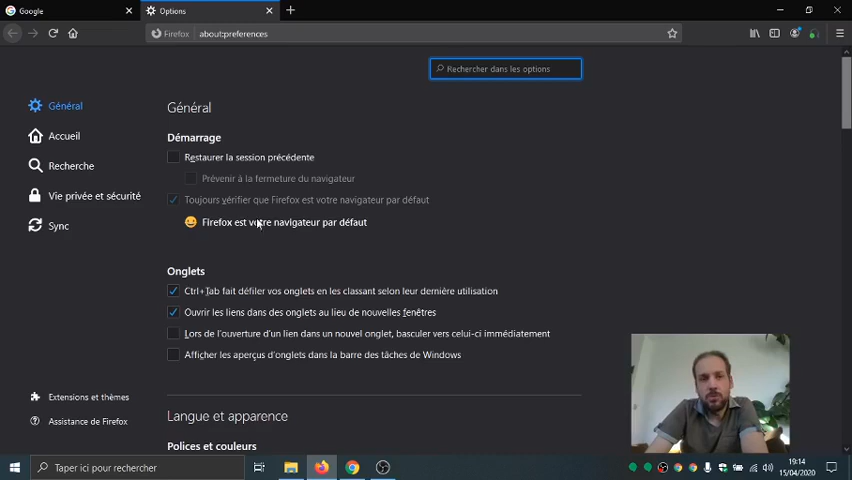 Google
Options
Firefox
about:preferences
Rechercher dans les options
Général
Accueil
Recherche
Vie privée et sécurité
Sync
Extensions et thèmes
Assistance de Firefox
Général
Démarrage
Restaurer la session précédente
Prévenir à la fermeture du navigateur
Toujours vérifier que Firefox est votre navigateur par défaut
Firefox est votre navigateur par défaut
Onglets
Ctrl+Tab fait défiler vos onglets en les classant selon leur dernière utilisation
Ouvrir les liens dans des onglets au lieu de nouvelles fenêtres
Lors de l'ouverture d'un lien dans un nouvel onglet, basculer vers celui-ci immédiatement
Afficher les aperçus d'onglets dans la barre des tâches de Windows
Langue et apparence
Polices et couleurs
Taper ici pour rechercher
19:14
15/04/2020